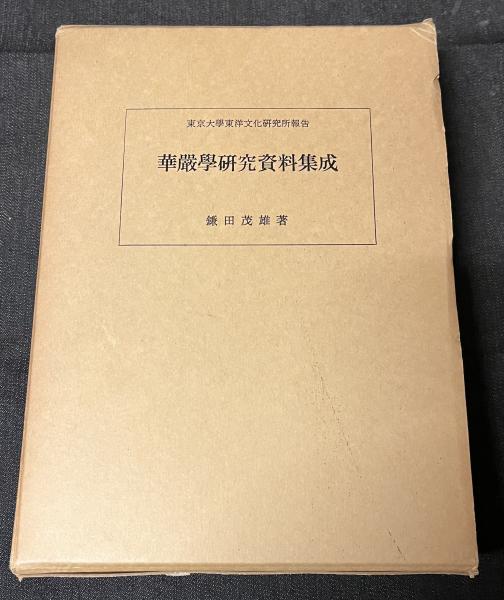 東京大學東洋文化研究所報告
華嚴學研究資料集成
鎌田茂雄著